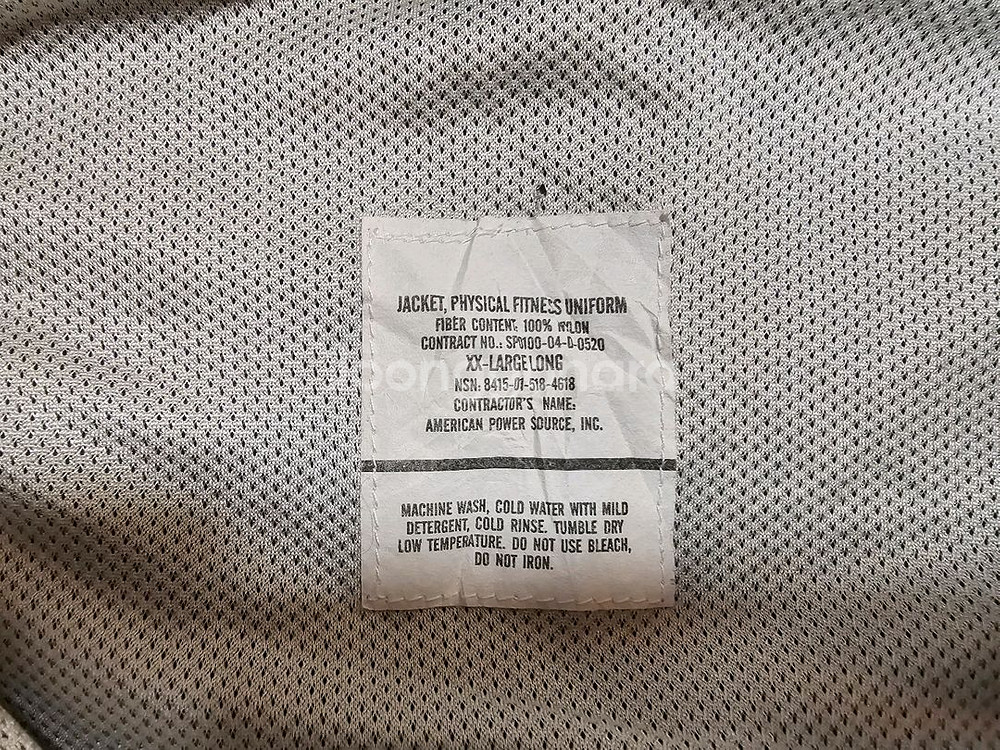 JACKET, PHYSICAL FITNESS UNIFORM
FIBER CONTENT: 100% NYLON
CONTRACT NO.: SP0100-04-D-0520
XX-LARGE LONG
NSN: 8415-01-518-4618
CONTRACTOR'S NAME:
AMERICAN POWER SOURCE, INC.
MACHINE WASH, COLD WATER WITH MILD
DETERGENT, COLD RINSE. TUMBLE DRY
LOW TEMPERATURE. DO NOT USE BLEACH,
DO NOT IRON.